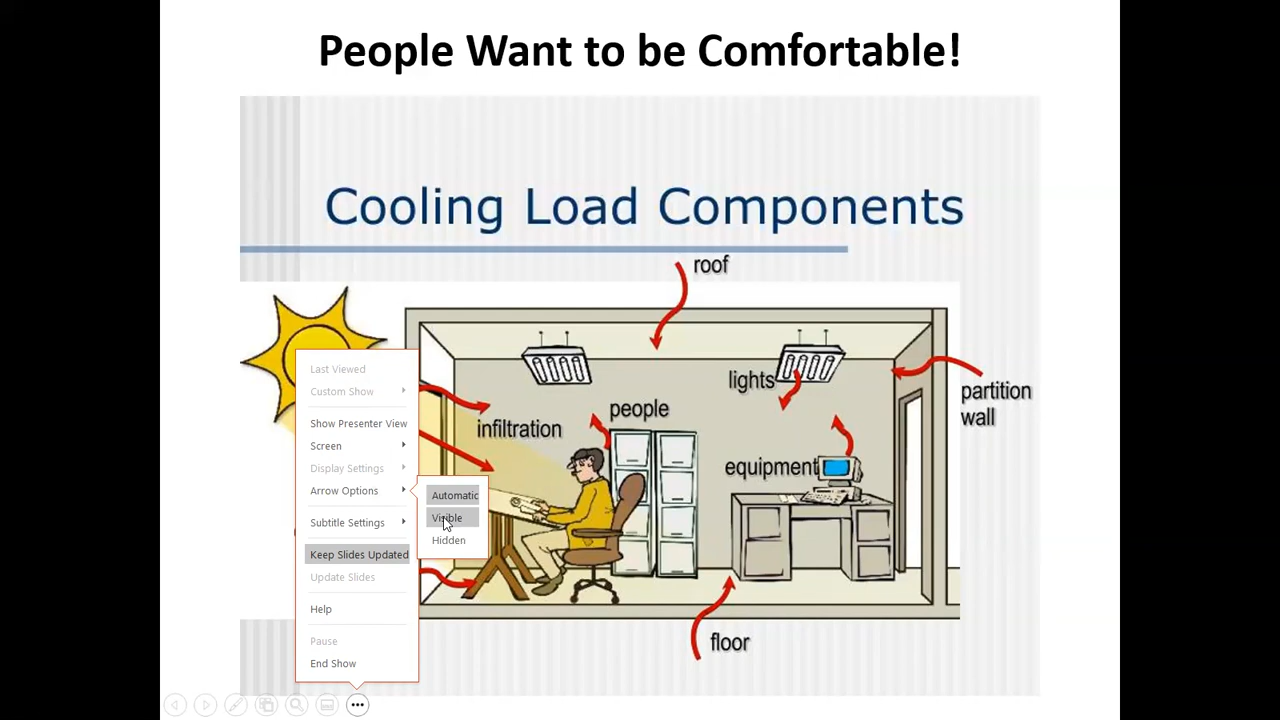 People Want to be Comfortable!
Cooling Load Components
roof
lights
partition
wall
people
infiltration
equipment
floor
Last Viewed
Custom Show
Show Presenter View
Screen
Display Settings
Arrow Options
Subtitle Settings
Keep Slides Updated
Update Slides
Help
Pause
End Show
Automatic
Visible
Hidden